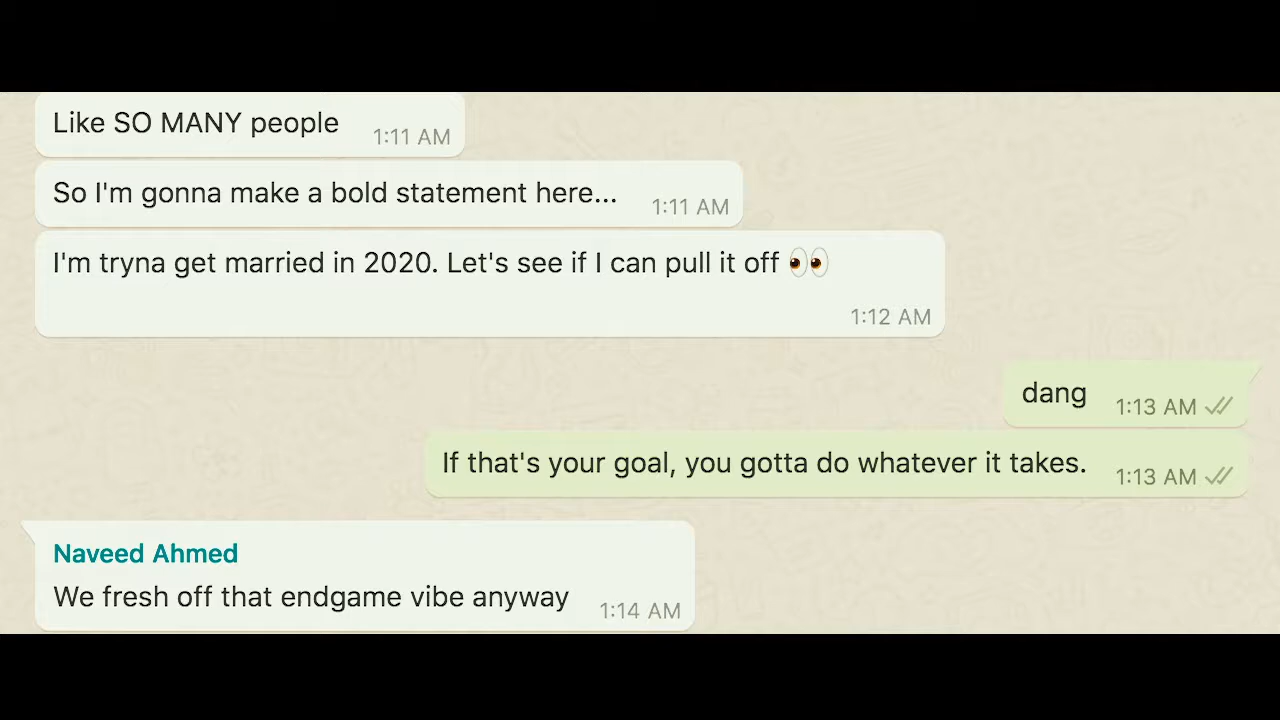 Like SO MANY people 1:11 AM
So I'm gonna make a bold statement here... 1:11 AM
I'm tryna get married in 2020. Let's see if I can pull it off 👀
1:12 AM
dang 1:13 AM
If that's your goal, you gotta do whatever it takes. 1:13 AM
Naveed Ahmed
We fresh off that endgame vibe anyway 1:14 AM